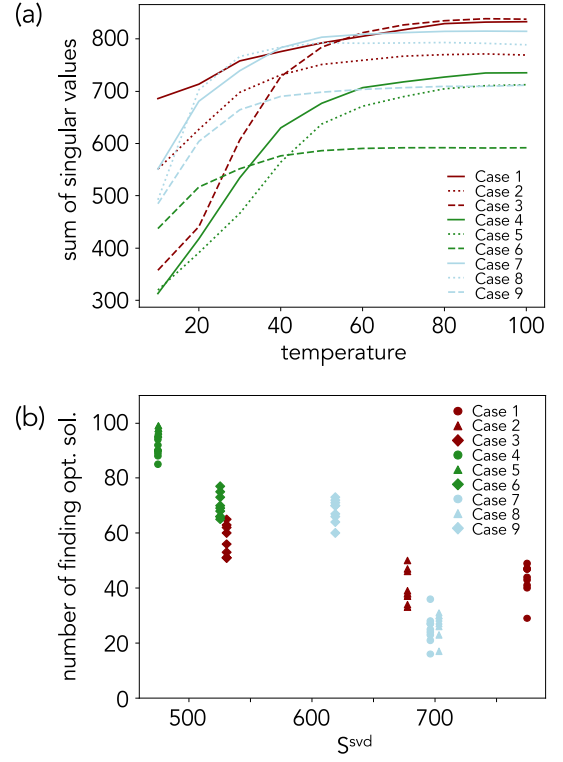 (a)
sum of singular values
800
700
600
500
400
300
20
40
60
80
100
temperature
Case 1
Case 2
Case 3
Case 4
Case 5
Case 6
Case 7
Case 8
Case 9
(b)
number of finding opt. sol.
100
80
60
40
20
0
500
600
700
Ssvd
Case 1
Case 2
Case 3
Case 4
Case 5
Case 6
Case 7
Case 8
Case 9